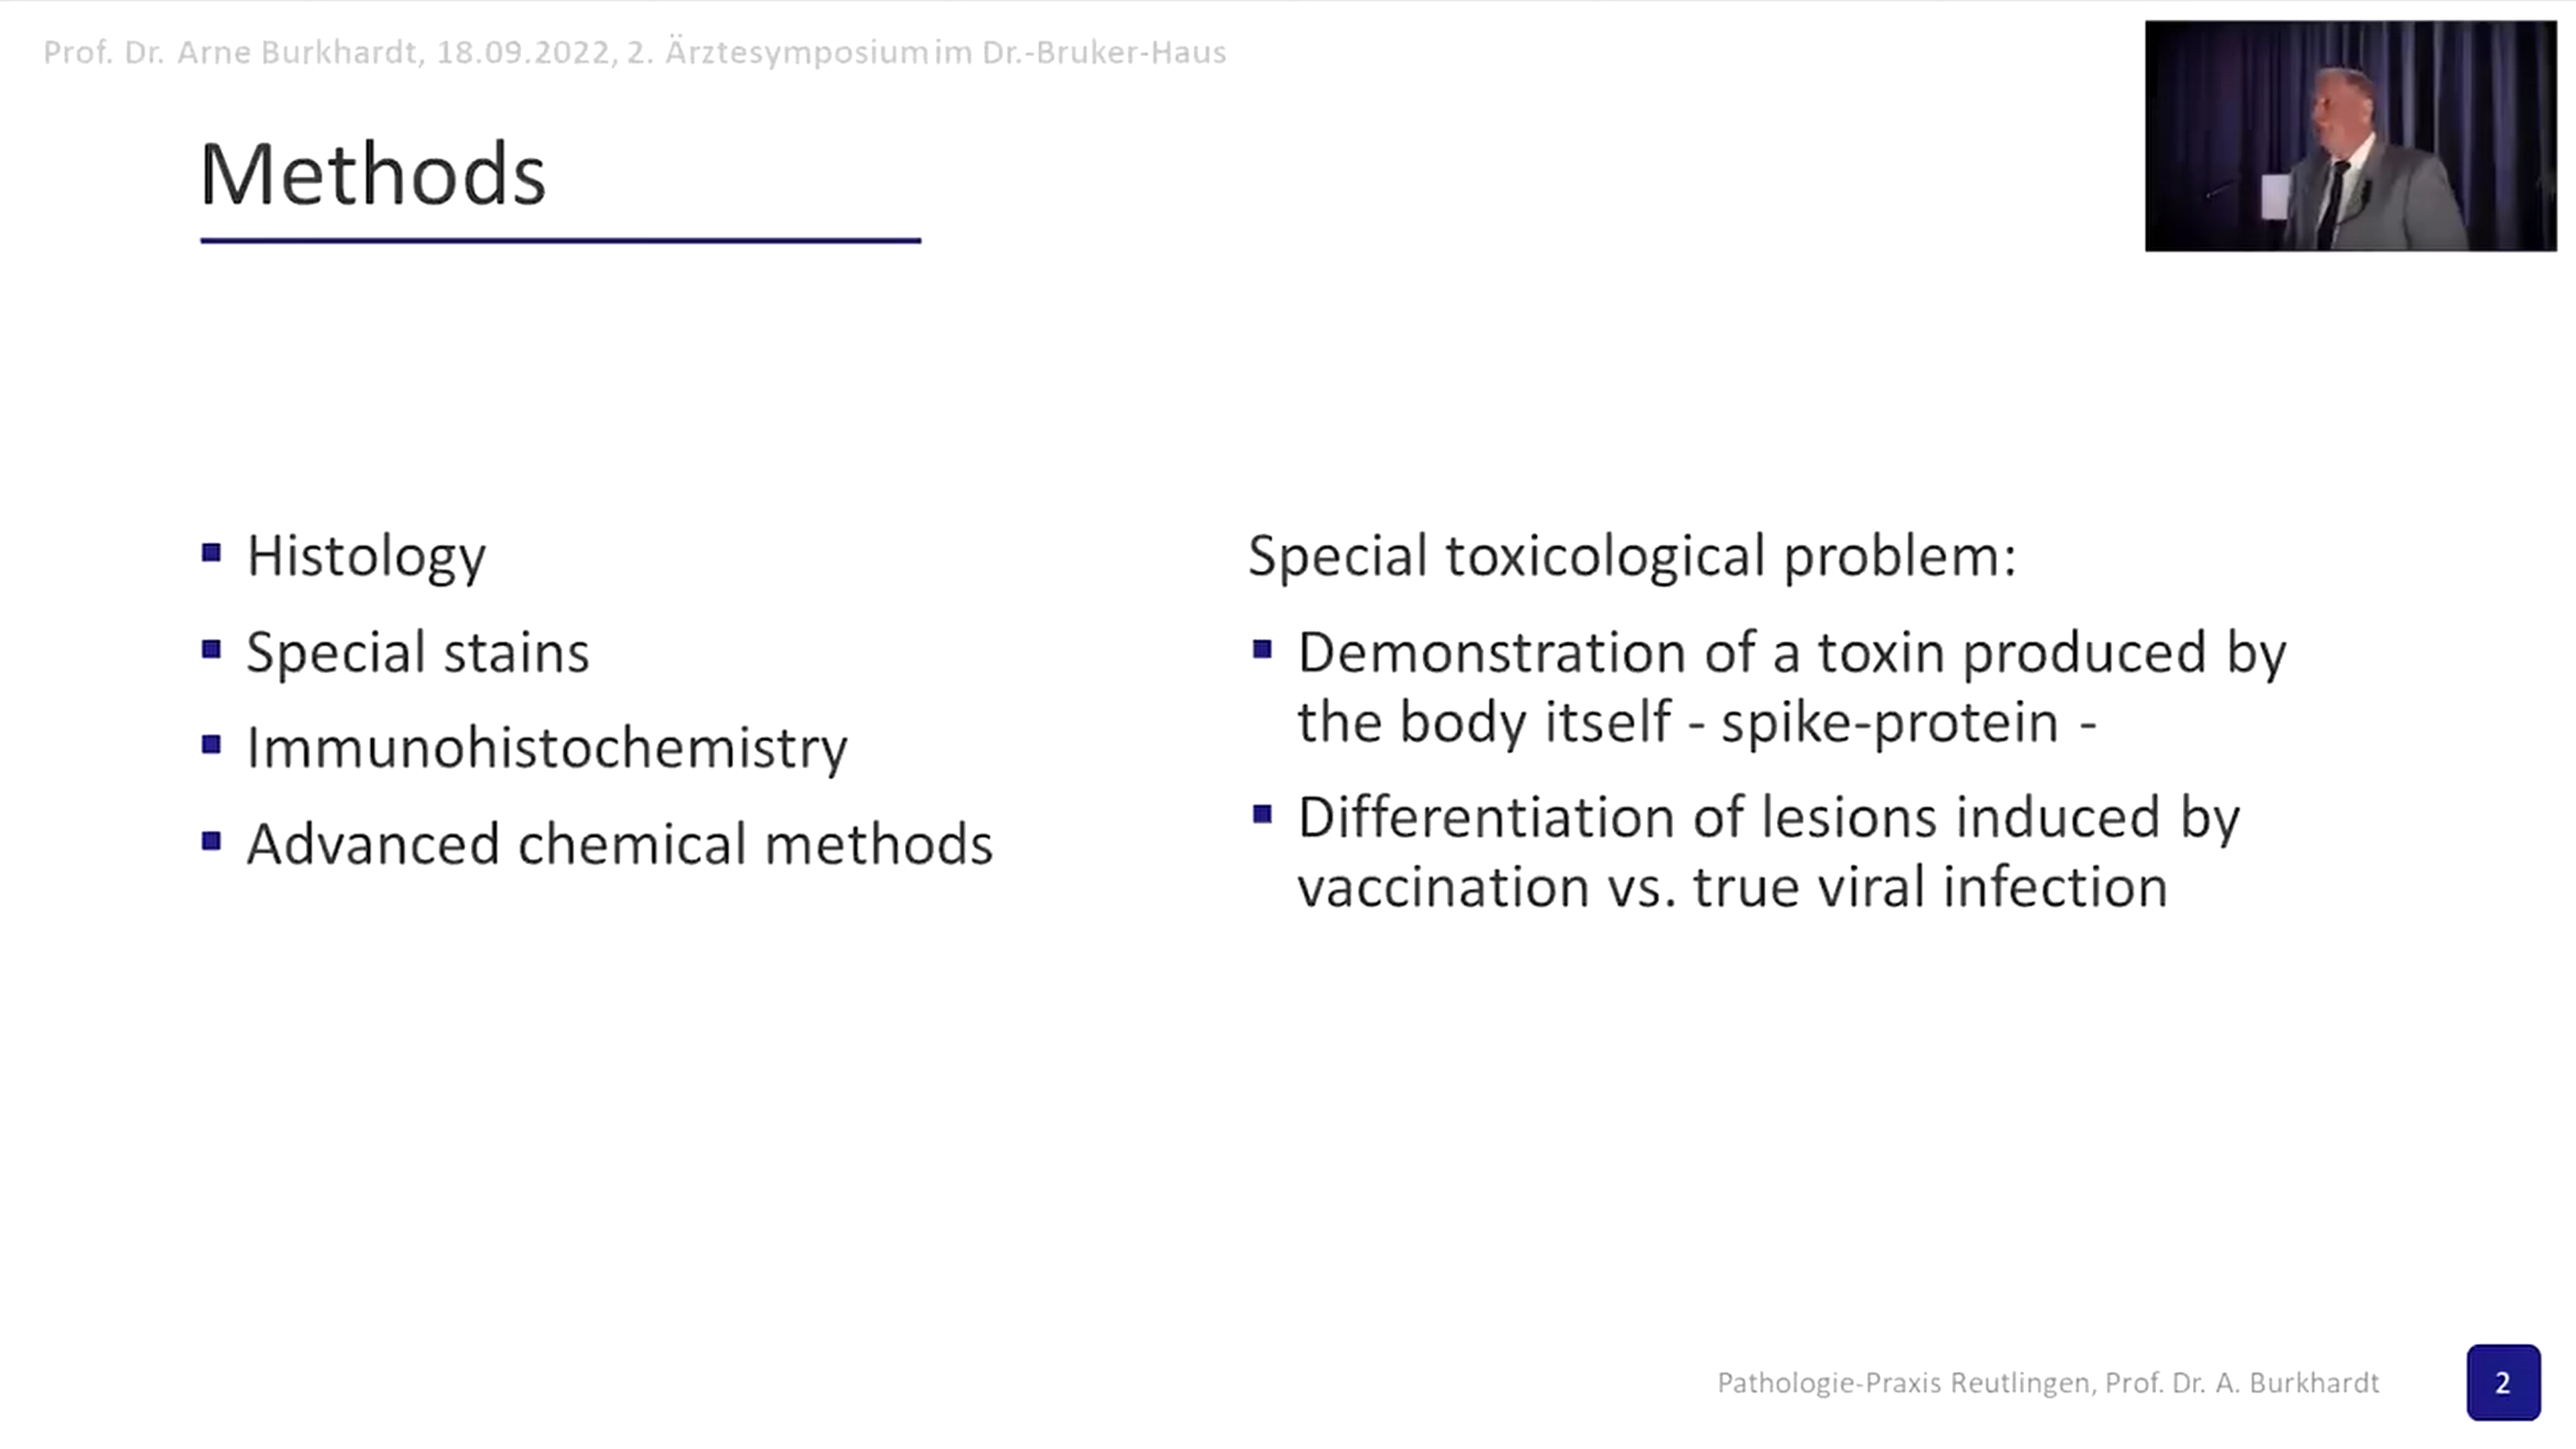 Prof. Dr. Arne Burkhardt, 18.09.2022, 2. Ärztesymposium im Dr.-Bruker-Haus
Methods
Histology
Special stains
Immunohistochemistry
Advanced chemical methods
Special toxicological problem:
Demonstration of a toxin produced by
the body itself - spike-protein -
Differentiation of lesions induced by
vaccination vs. true viral infection
Pathologie-Praxis Reutlingen, Prof. Dr. A. Burkhardt
2